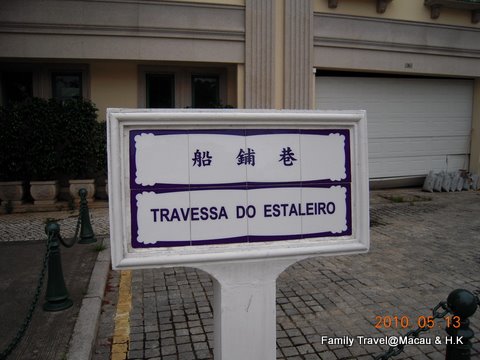 船鋪巷
TRAVESSA DO ESTALEIRO
2010.05.13
Family Travel@Macau & H.K